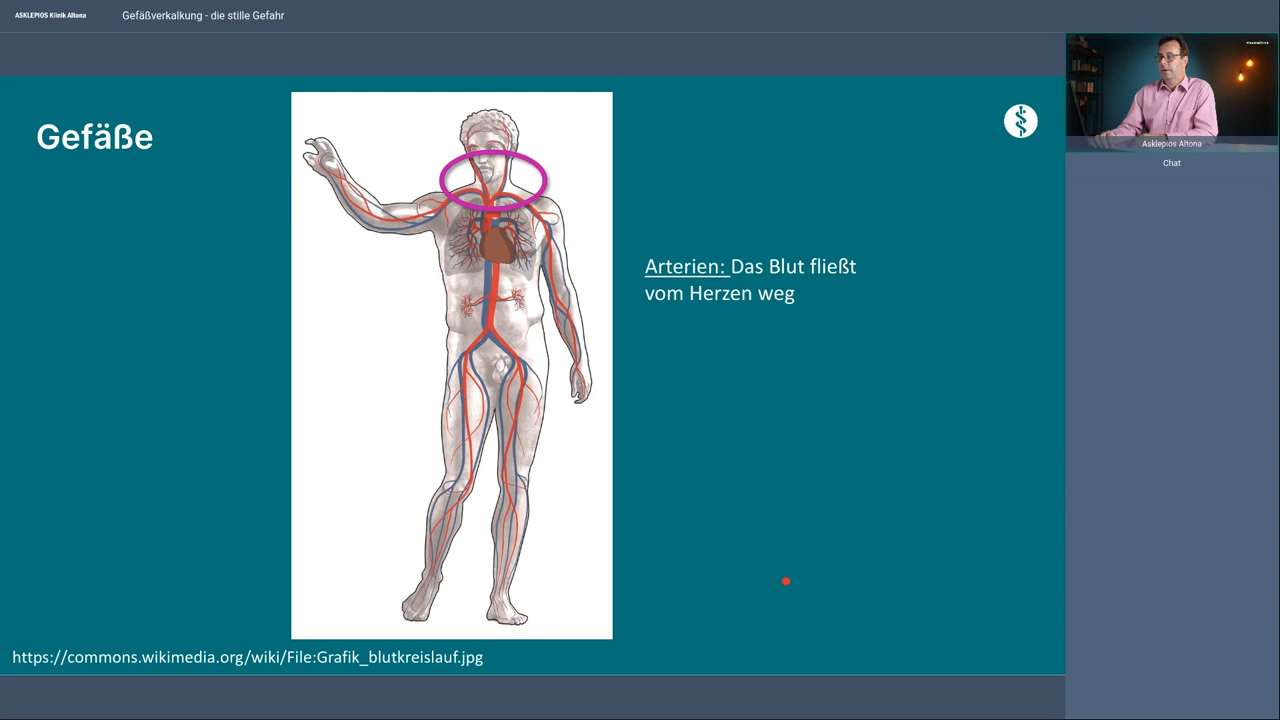 ASKLEPIOS Klinik Altona
Gefäßverkalkung - die stille Gefahr
Gefäße
Arterien: Das Blut fließt
vom Herzen weg
https://commons.wikimedia.org/wiki/File:Grafik_blutkreislauf.jpg
Asklepios Altona
Chat